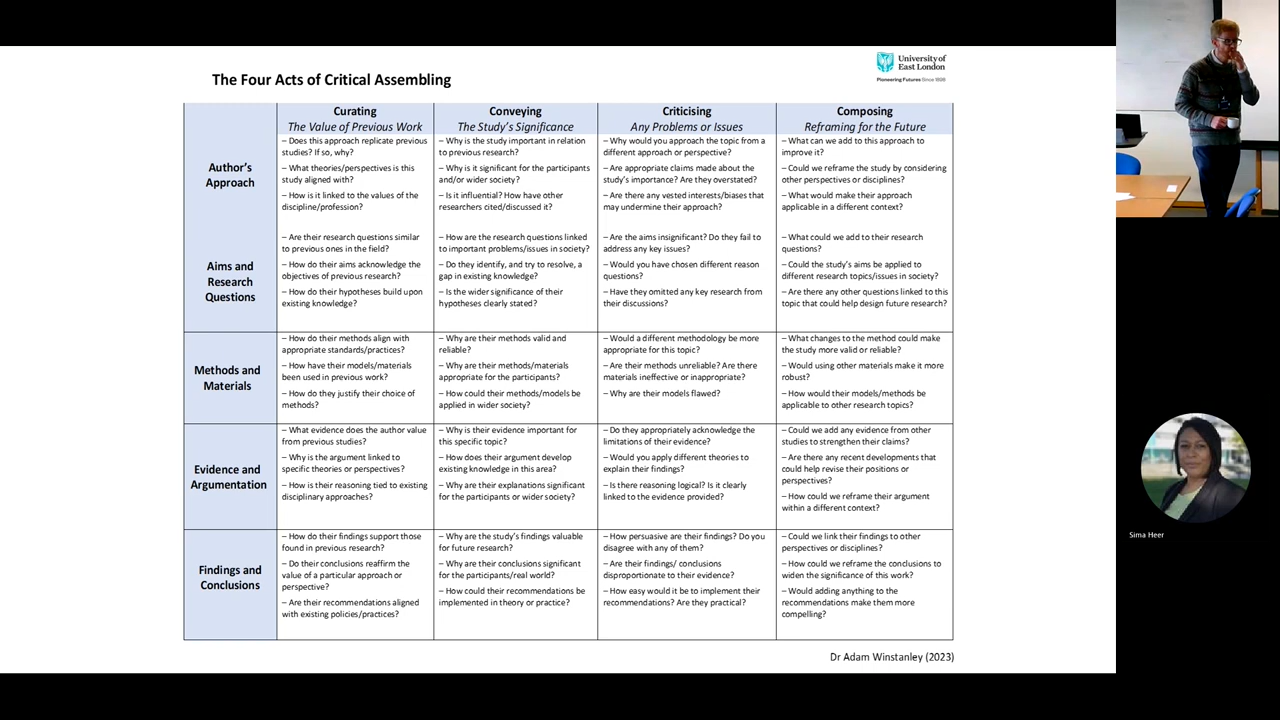 The Four Acts of Critical Assembling
University of
East London
Pioneering Futures Since 1898
Curating
The Value of Previous Work
Conveying
The Study's Significance
Criticising
Any Problems or Issues
Composing
Reframing for the Future
Author's
Approach
– Does this approach replicate previous
studies? If so, why?
– What theories/perspectives is this
study aligned with?
– How is it linked to the values of the
discipline/profession?
– Why is the study important in relation
to previous research?
– Why is it significant for the participants
and/or wider society?
– Is it influential? How have other
researchers cited/discussed it?
– Why would you approach the topic from a
different approach or perspective?
– Are appropriate claims made about the
study's importance? Are they overstated?
– Are there any vested interests/biases that
may undermine their approach?
– What can we add to this approach to
improve it?
– Could we reframe the study by considering
other perspectives or disciplines?
– What would make their approach
applicable in a different context?
Aims and
Research
Questions
– Are their research questions similar
to previous ones in the field?
– How do their aims acknowledge the
objectives of previous research?
– How do their hypotheses build upon
existing knowledge?
– How are the research questions linked
to important problems/issues in society?
– Do they identify, and try to resolve, a
gap in existing knowledge?
– Is the wider significance of their
hypotheses clearly stated?
– Are the aims insignificant? Do they fail to
address any key issues?
– Would you have chosen different reason
questions?
– Have they omitted any key research from
their discussions?
– What could we add to their research
questions?
– Could the study's aims be applied to
different research topics/issues in society?
– Are there any other questions linked to this
topic that could help design future research?
Methods and
Materials
– How do their methods align with
appropriate standards/practices?
– How have their models/materials
been used in previous work?
– How do they justify their choice of
methods?
– Why are their methods valid and
reliable?
– Why are their methods/materials
appropriate for the participants?
– How could their methods/models be
applied in wider society?
– Would a different methodology be more
appropriate for this topic?
– Are their methods unreliable? Are there
materials ineffective or inappropriate?
– Why are their models flawed?
– What changes to the method could make
the study more valid or reliable?
– Would using other materials make it more
robust?
– How would their models/methods be
applicable to other research topics?
Evidence and
Argumentation
– What evidence does the author value
from previous studies?
– Why is the argument linked to
specific theories or perspectives?
– How is their reasoning tied to existing
disciplinary approaches?
– Why is their evidence important for
this specific topic?
– How does their argument develop
existing knowledge in this area?
– Why are their explanations significant
for the participants or wider society?
– Do they appropriately acknowledge the
limitations of their evidence?
– Would you apply different theories to
explain their findings?
– Is there reasoning logical? Is it clearly
linked to the evidence provided?
– Could we add any evidence from other
studies to strengthen their claims?
– Are there any recent developments that
could help revise their positions or
perspectives?
– How could we reframe their argument
within a different context?
Findings and
Conclusions
– How do their findings support those
found in previous research?
– Do their conclusions reaffirm the
value of a particular approach or
perspective?
– Are their recommendations aligned
with existing policies/practices?
– Why are the study's findings valuable
for future research?
– Why are their conclusions significant
for the participants/real world?
– How could their recommendations be
implemented in theory or practice?
– How persuasive are their findings? Do you
disagree with any of them?
– Are their findings/ conclusions
disproportionate to their evidence?
– How easy would it be to implement their
recommendations? Are they practical?
– Could we link their findings to other
perspectives or disciplines?
– How could we reframe the conclusions to
widen the significance of this work?
– Would adding anything to the
recommendations make them more
compelling?
Dr Adam Winstanley (2023)
Sima Heer